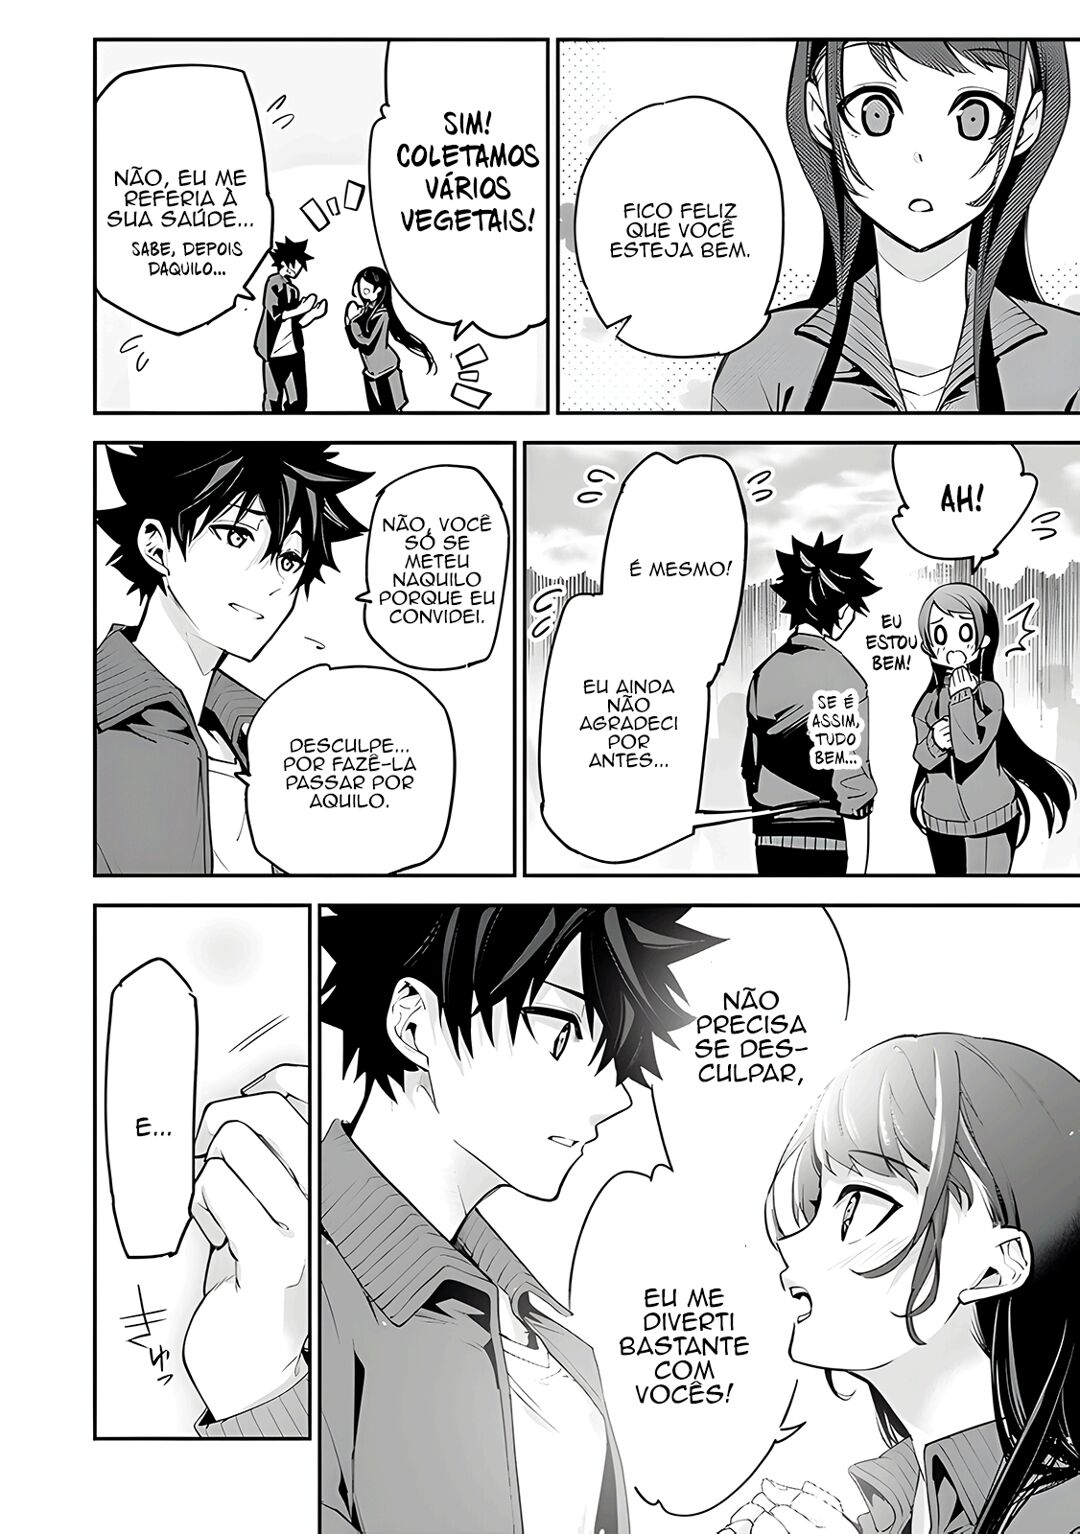 FICO FELIZ
QUE VOCÊ
ESTEJA BEM.
SIM!
COLETAMOS
VÁRIOS
VEGETAIS!
NÃO, EU ME
REFERIA À
SUA SAÚDE...
SABE, DEPOIS
DAQUILO...
AH!
EU
ESTOU
BEM!
SE É
ASSIM,
TUDO
BEM...
É MESMO!
EU AINDA
NÃO
AGRADECI
POR
ANTES...
NÃO, VOCÊ
SÓ SE
METEU
NAQUILO
PORQUE EU
CONVIDEI.
DESCULPE...
POR FAZÊ-LA
PASSAR POR
AQUILO.
NÃO
PRECISA
SE DES-
CULPAR,
EU ME
DIVERTI
BASTANTE
COM
VOCÊS!
E...
きゅっ